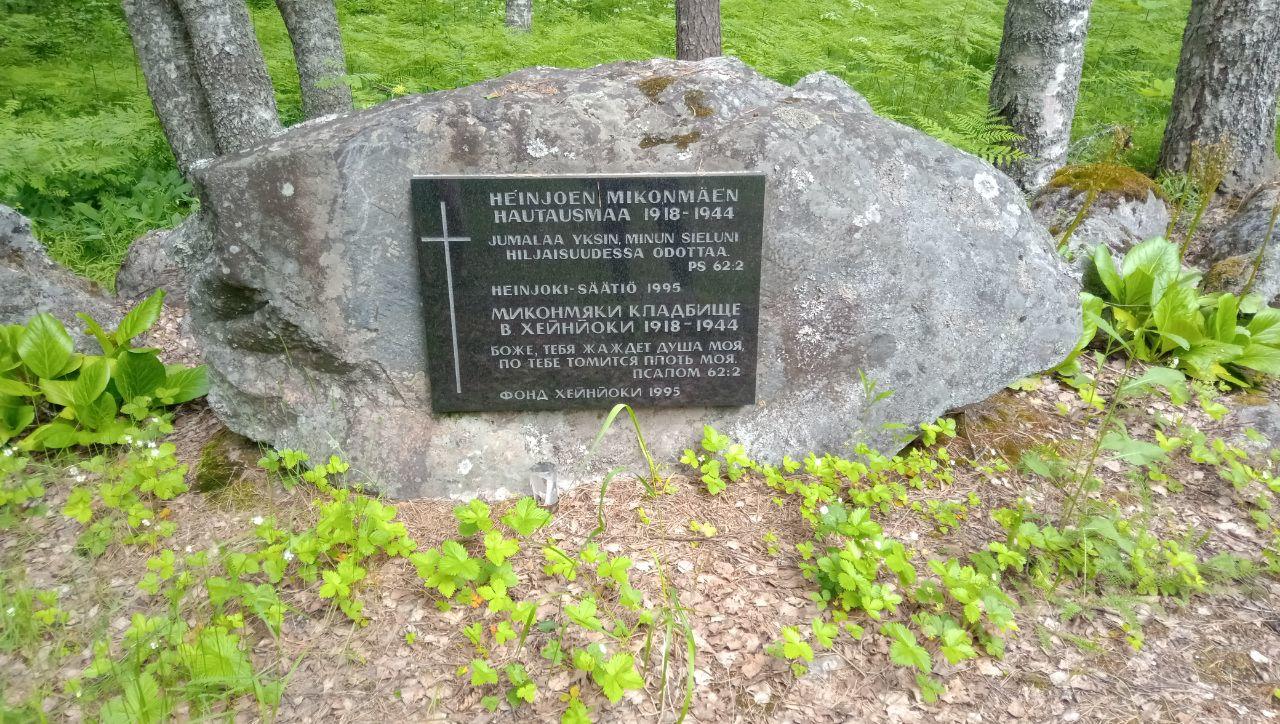 HEINJOEN MIKONMÄEN
HAUTAUSMAA 1918-1944
JUMALAA YKSIN, MINUN SIELUNI
HILJAISUUDESSA ODOTTAA.
PS 62:2
HEINJOKI-SÄÄTIÖ 1995
МИКОНМЯКИ КЛАДБИЩЕ
В ХЕЙНЙОКИ 1918-1944
БОЖЕ, ТЕБЯ ЖАЖДЕТ ДУША МОЯ,
ПО ТЕБЕ ТОМИТСЯ ПЛОТЬ МОЯ.
ПСАЛОМ 62:2
ФОНД ХЕЙНЙОКИ 1995